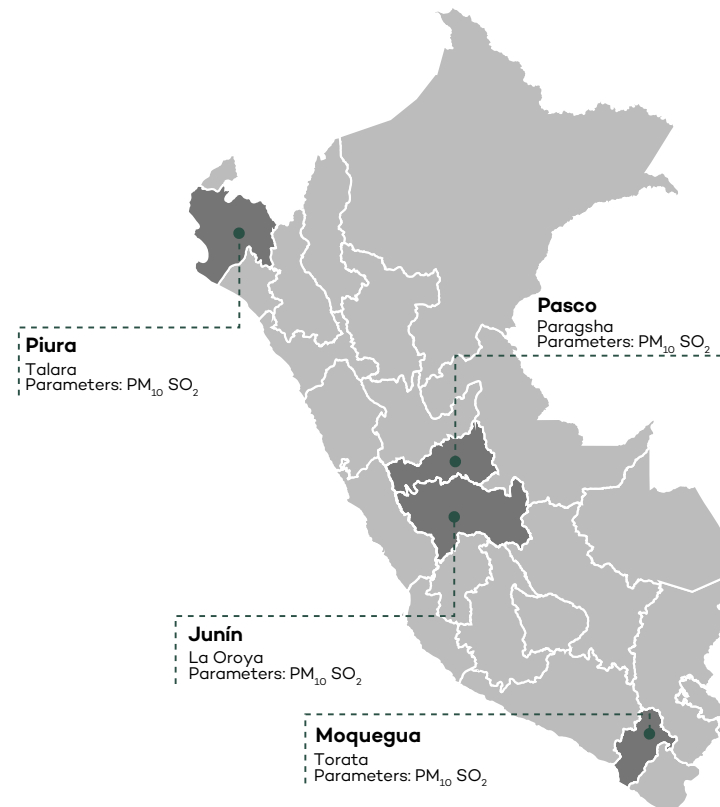 Pasco
Paragsha
Parameters: PM₁₀ SO₂
Piura
Talara
Parameters: PM₁₀ SO₂
Junín
La Oroya
Parameters: PM₁₀ SO₂
Moquegua
Torata
Parameters: PM₁₀ SO₂